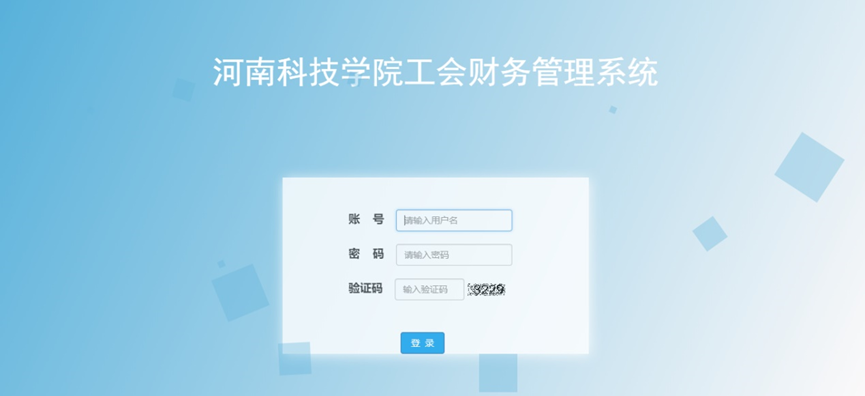 河南科技学院工会财务管理系统
账 号 请输入用户名
密 码 请输入密码
验证码 输入验证码 3229
登 录